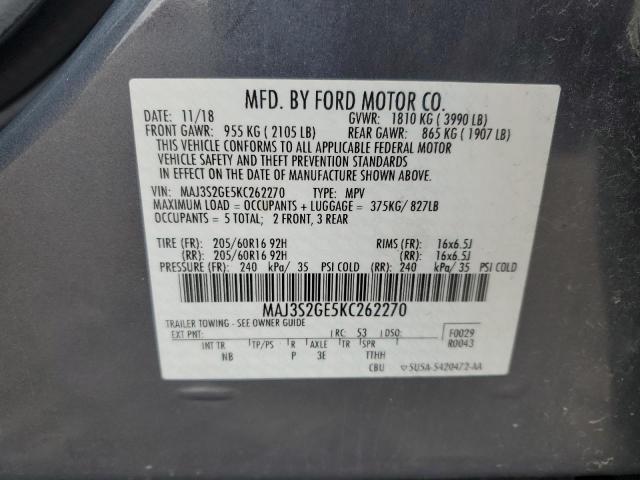 MFD. BY FORD MOTOR CO.
DATE: 11/18 GVWR: 1810 KG ( 3990 LB)
FRONT GAWR: 955 KG ( 2105 LB) REAR GAWR: 865 KG ( 1907 LB)
THIS VEHICLE CONFORMS TO ALL APPLICABLE FEDERAL MOTOR
VEHICLE SAFETY AND THEFT PREVENTION STANDARDS
IN EFFECT ON THE DATE OF MANUFACTURE SHOWN ABOVE.
VIN: MAJ3S2GE5KC262270 TYPE: MPV
MAXIMUM LOAD = OCCUPANTS + LUGGAGE = 375KG/ 827LB
OCCUPANTS = 5 TOTAL; 2 FRONT, 3 REAR
TIRE (FR): 205/60R16 92H RIMS (FR): 16x6.5J
(RR): 205/60R16 92H (RR): 16x6.5J
PRESSURE (FR): 240 kPa/ 35 PSI COLD (RR): 240 kPa/ 35 PSI COLD
MAJ3S2GE5KC262270
TRAILER TOWING - SEE OWNER GUIDE
EXT PNT: RC: 53 DSO: F0029
INT TR TP/PS R AXLE TR SPR R0043
NB P 3E TTHH
CBU 5U5A-5420472-AA